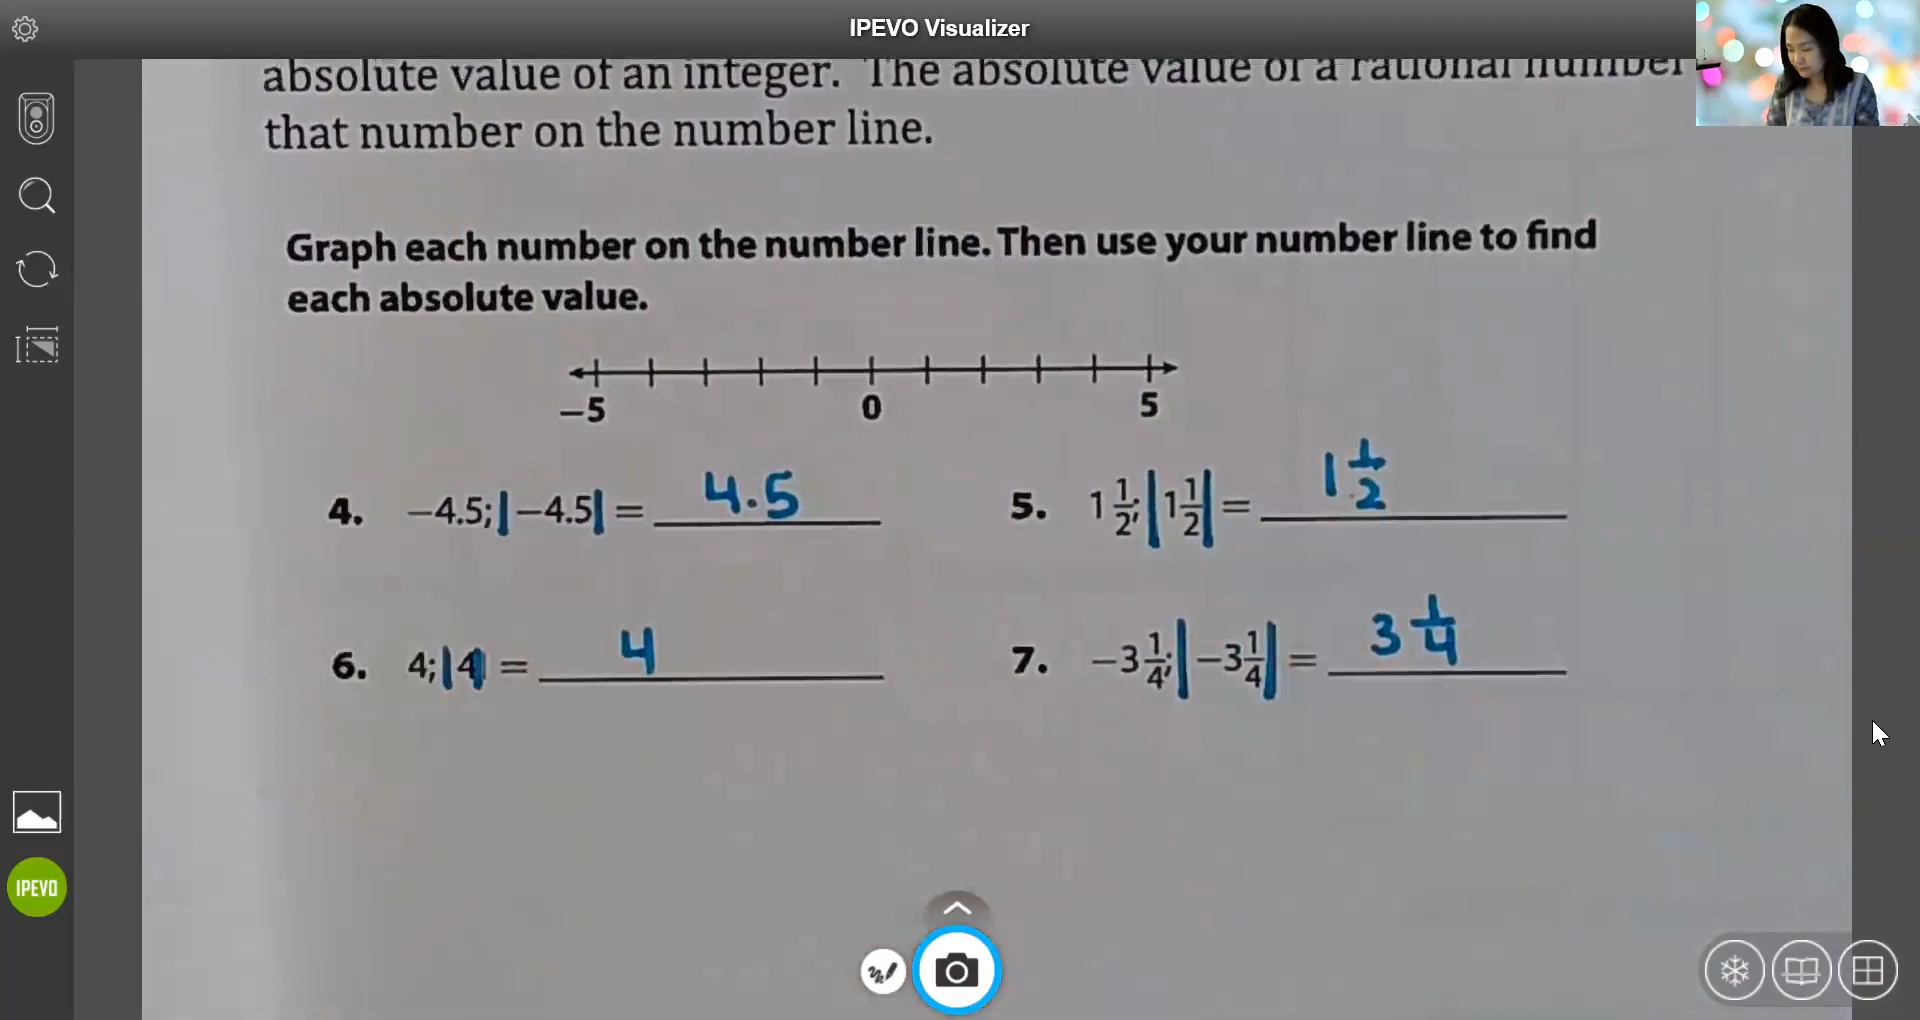 IPEVO Visualizer
absolute value of an integer. The absolute value of a rational number
that number on the number line.
Graph each number on the number line. Then use your number line to find
each absolute value.
−5 0 5
4. −4.5; |−4.5| = 4.5
5. 1 1/2; |1 1/2| = 1 1/2
6. 4; |4| = 4
7. −3 1/4; |−3 1/4| = 3 1/4
IPEVO